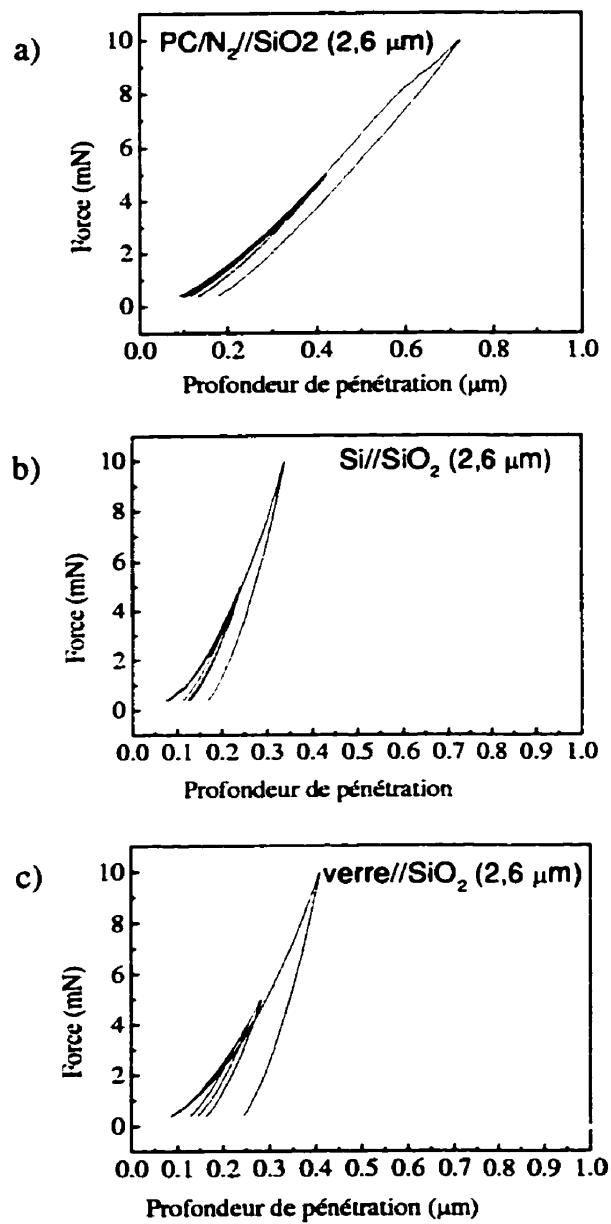 a)
PC/N₂//SiO2 (2,6 µm)
10
8
6
4
2
0
Force (mN)
0.0 0.2 0.4 0.6 0.8 1.0
Profondeur de pénétration (µm)
b)
Si//SiO₂ (2,6 µm)
10
8
6
4
2
0
Force (mN)
0.0 0.1 0.2 0.3 0.4 0.5 0.6 0.7 0.8 0.9 1.0
Profondeur de pénétration
c)
verre//SiO₂ (2,6 µm)
10
8
6
4
2
0
Force (mN)
0.0 0.1 0.2 0.3 0.4 0.5 0.6 0.7 0.8 0.9 1.0
Profondeur de pénétration (µm)